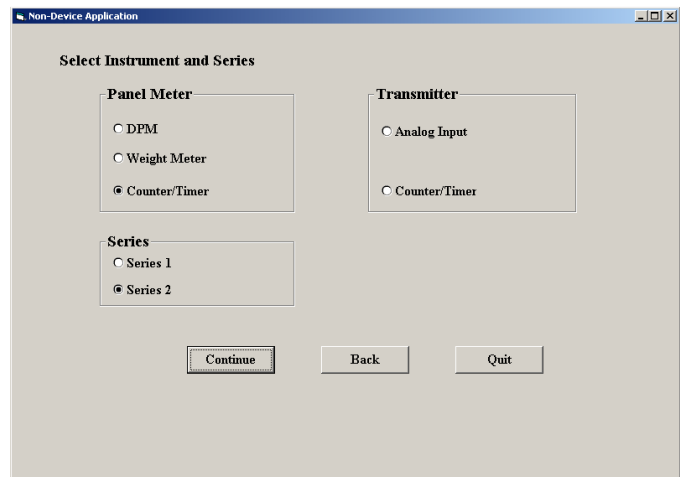 Non-Device Application
Select Instrument and Series
Panel Meter
DPM
Weight Meter
Counter/Timer
Transmitter
Analog Input
Counter/Timer
Series
Series 1
Series 2
Continue
Back
Quit